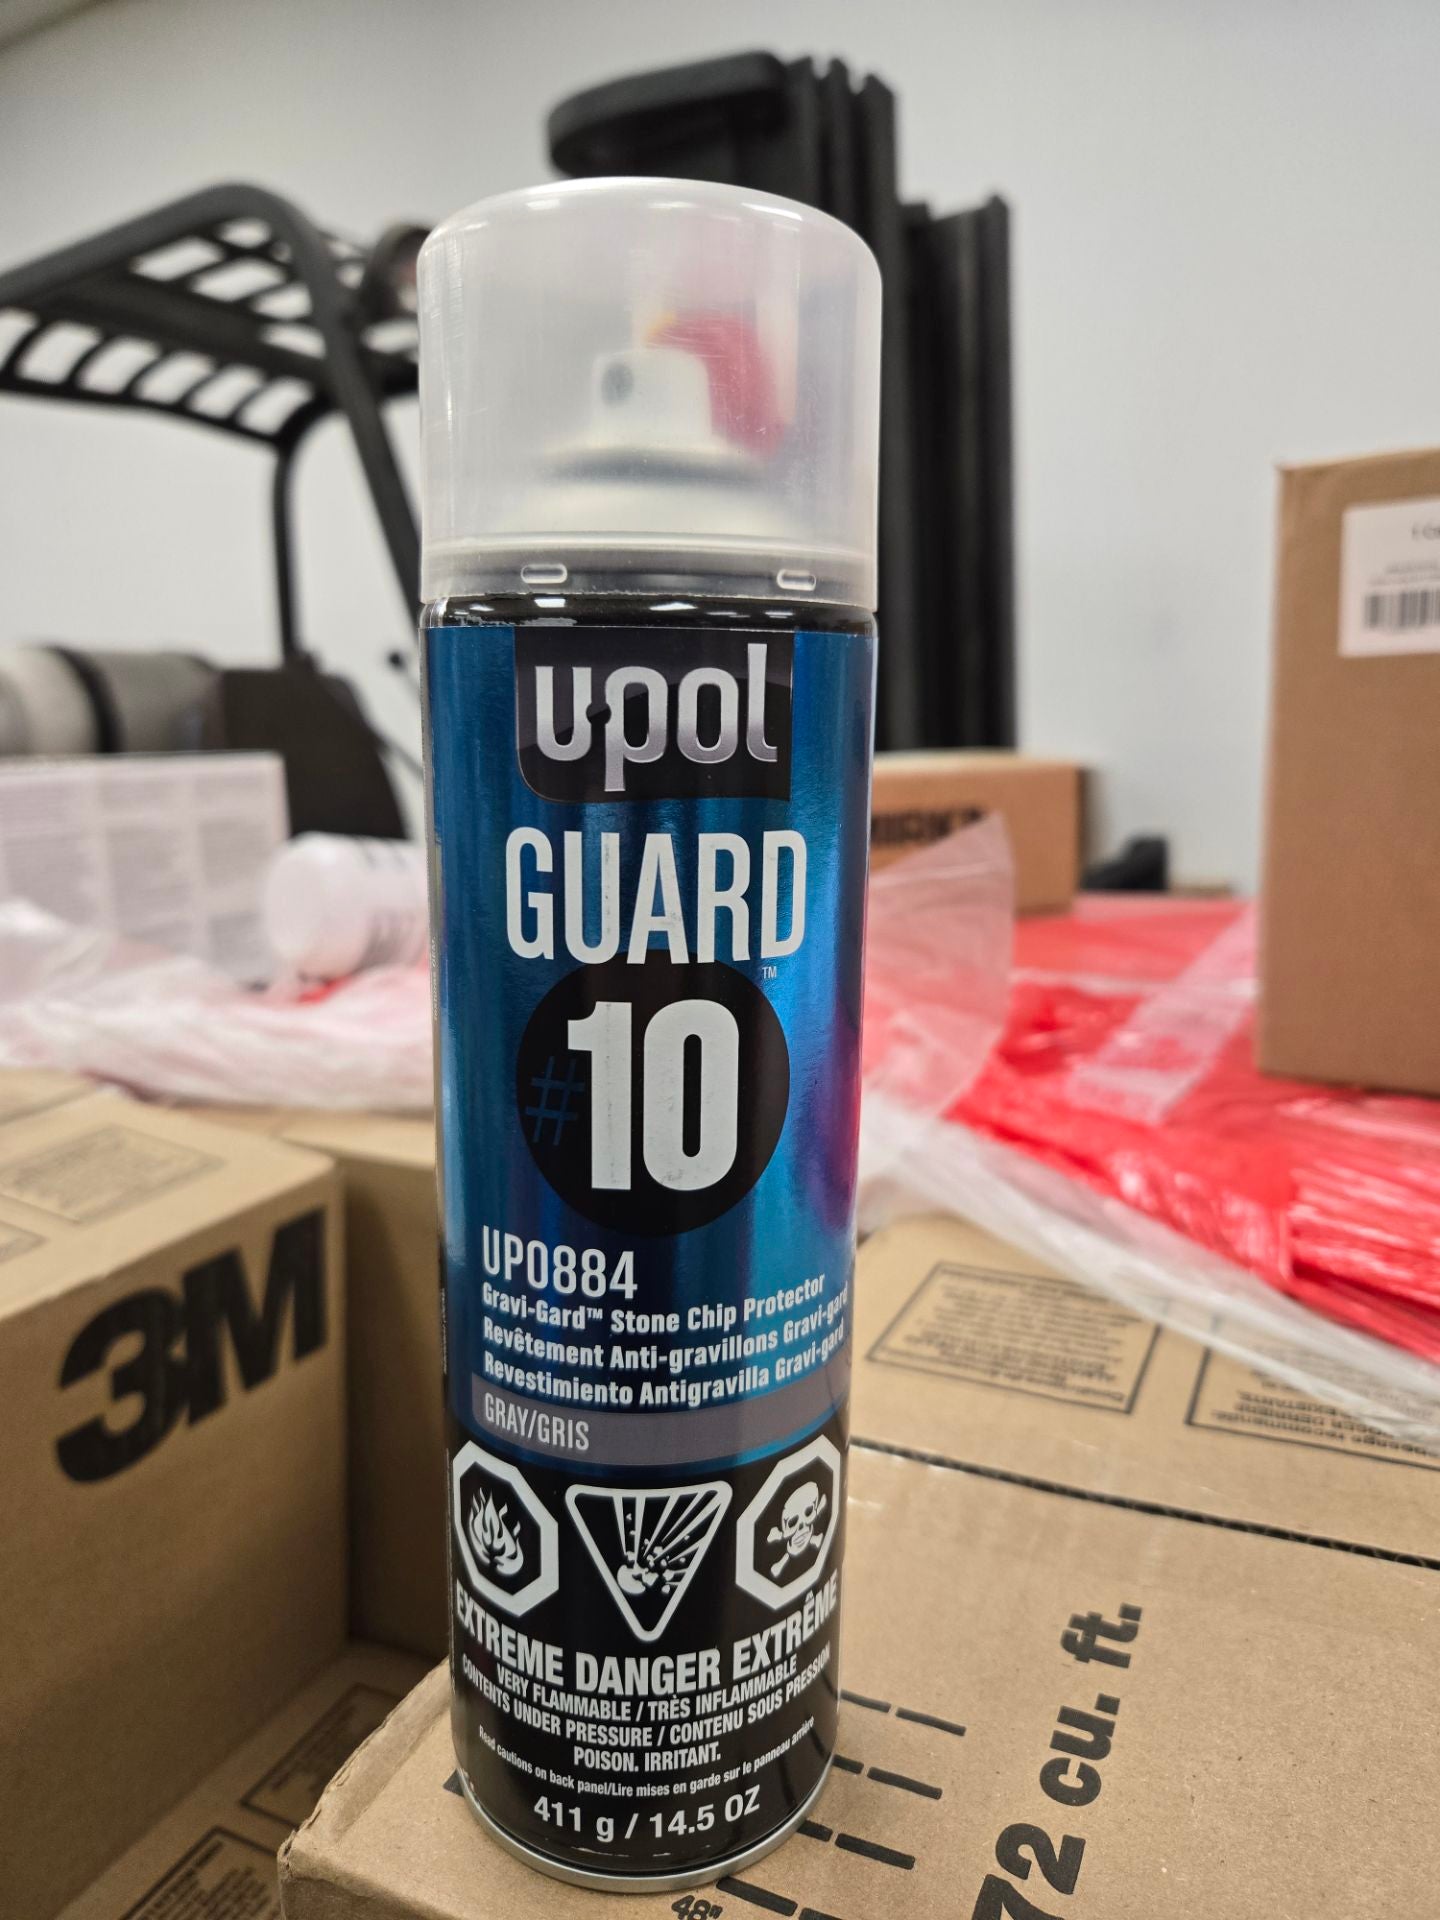 upol
GUARD
™
#10
UP0884
Gravi-Gard™ Stone Chip Protector
Revêtement Anti-gravillons Gravi-gard
Revestimiento Antigravilla Gravi-gard
GRAY/GRIS
EXTREME DANGER EXTRÊME
VERY FLAMMABLE / TRÈS INFLAMMABLE
CONTENTS UNDER PRESSURE / CONTENU SOUS PRESSION
POISON. IRRITANT.
Read cautions on back panel/Lire mises en garde sur le panneau arrière
411 g / 14.5 OZ
3M
72 cu. ft.
48"